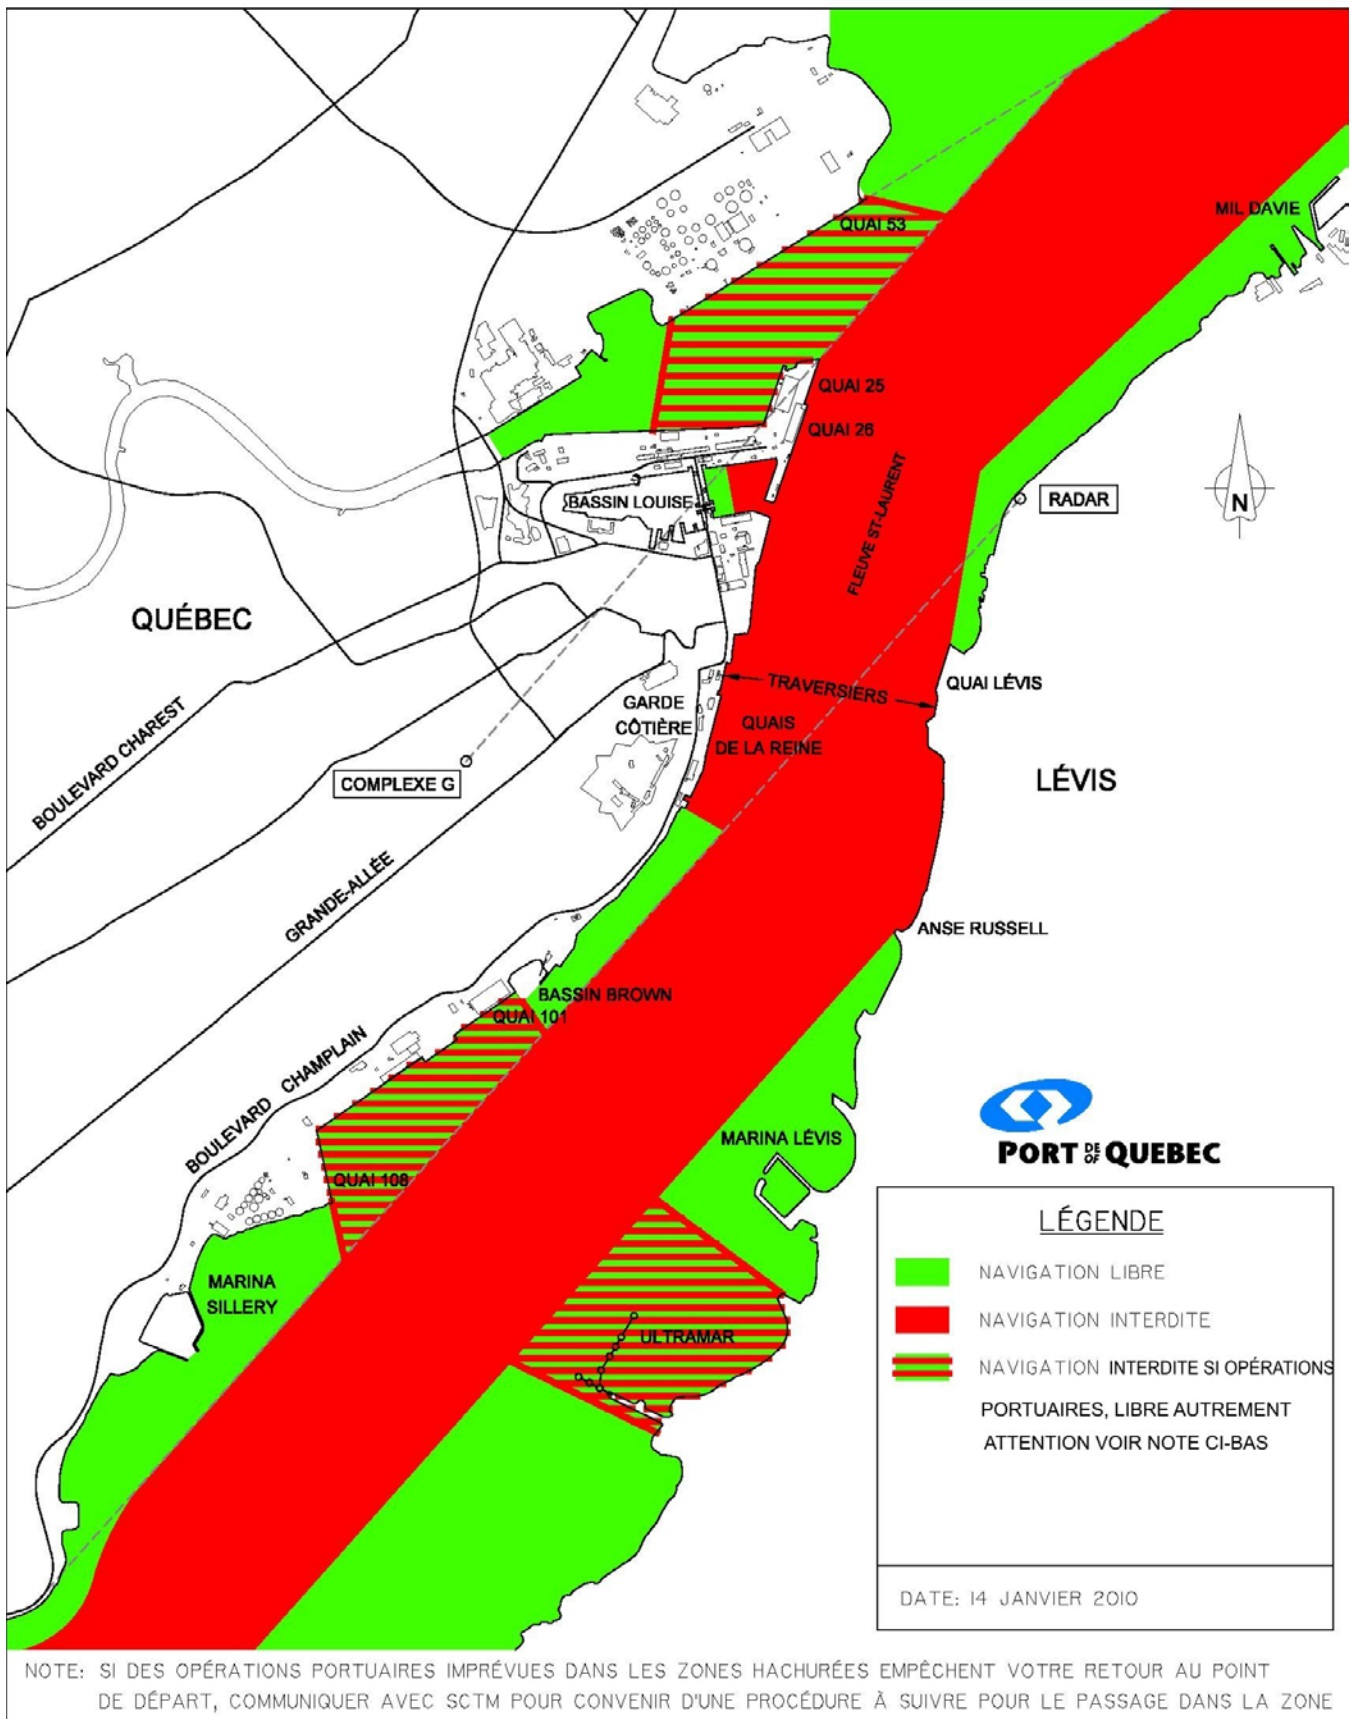 MIL DAVIE
QUAI 53
QUAI 25
QUAI 26
FLEUVE ST-LAURENT
RADAR
N
BASSIN LOUISE
QUÉBEC
TRAVERSIERS
QUAI LÉVIS
GARDE
CÔTIÈRE
QUAIS
DE LA REINE
BOULEVARD CHAREST
COMPLEXE G
LÉVIS
GRANDE-ALLÉE
ANSE RUSSELL
BASSIN BROWN
QUAI 101
BOULEVARD CHAMPLAIN
MARINA LÉVIS
QUAI 108
PORT DE OF QUEBEC
MARINA
SILLERY
ULTRAMAR
LÉGENDE
NAVIGATION LIBRE
NAVIGATION INTERDITE
NAVIGATION INTERDITE SI OPÉRATIONS
PORTUAIRES, LIBRE AUTREMENT
ATTENTION VOIR NOTE CI-BAS
DATE: 14 JANVIER 2010
NOTE: SI DES OPÉRATIONS PORTUAIRES IMPRÉVUES DANS LES ZONES HACHURÉES EMPÊCHENT VOTRE RETOUR AU POINT
DE DÉPART, COMMUNIQUER AVEC SCTM POUR CONVENIR D'UNE PROCÉDURE À SUIVRE POUR LE PASSAGE DANS LA ZONE